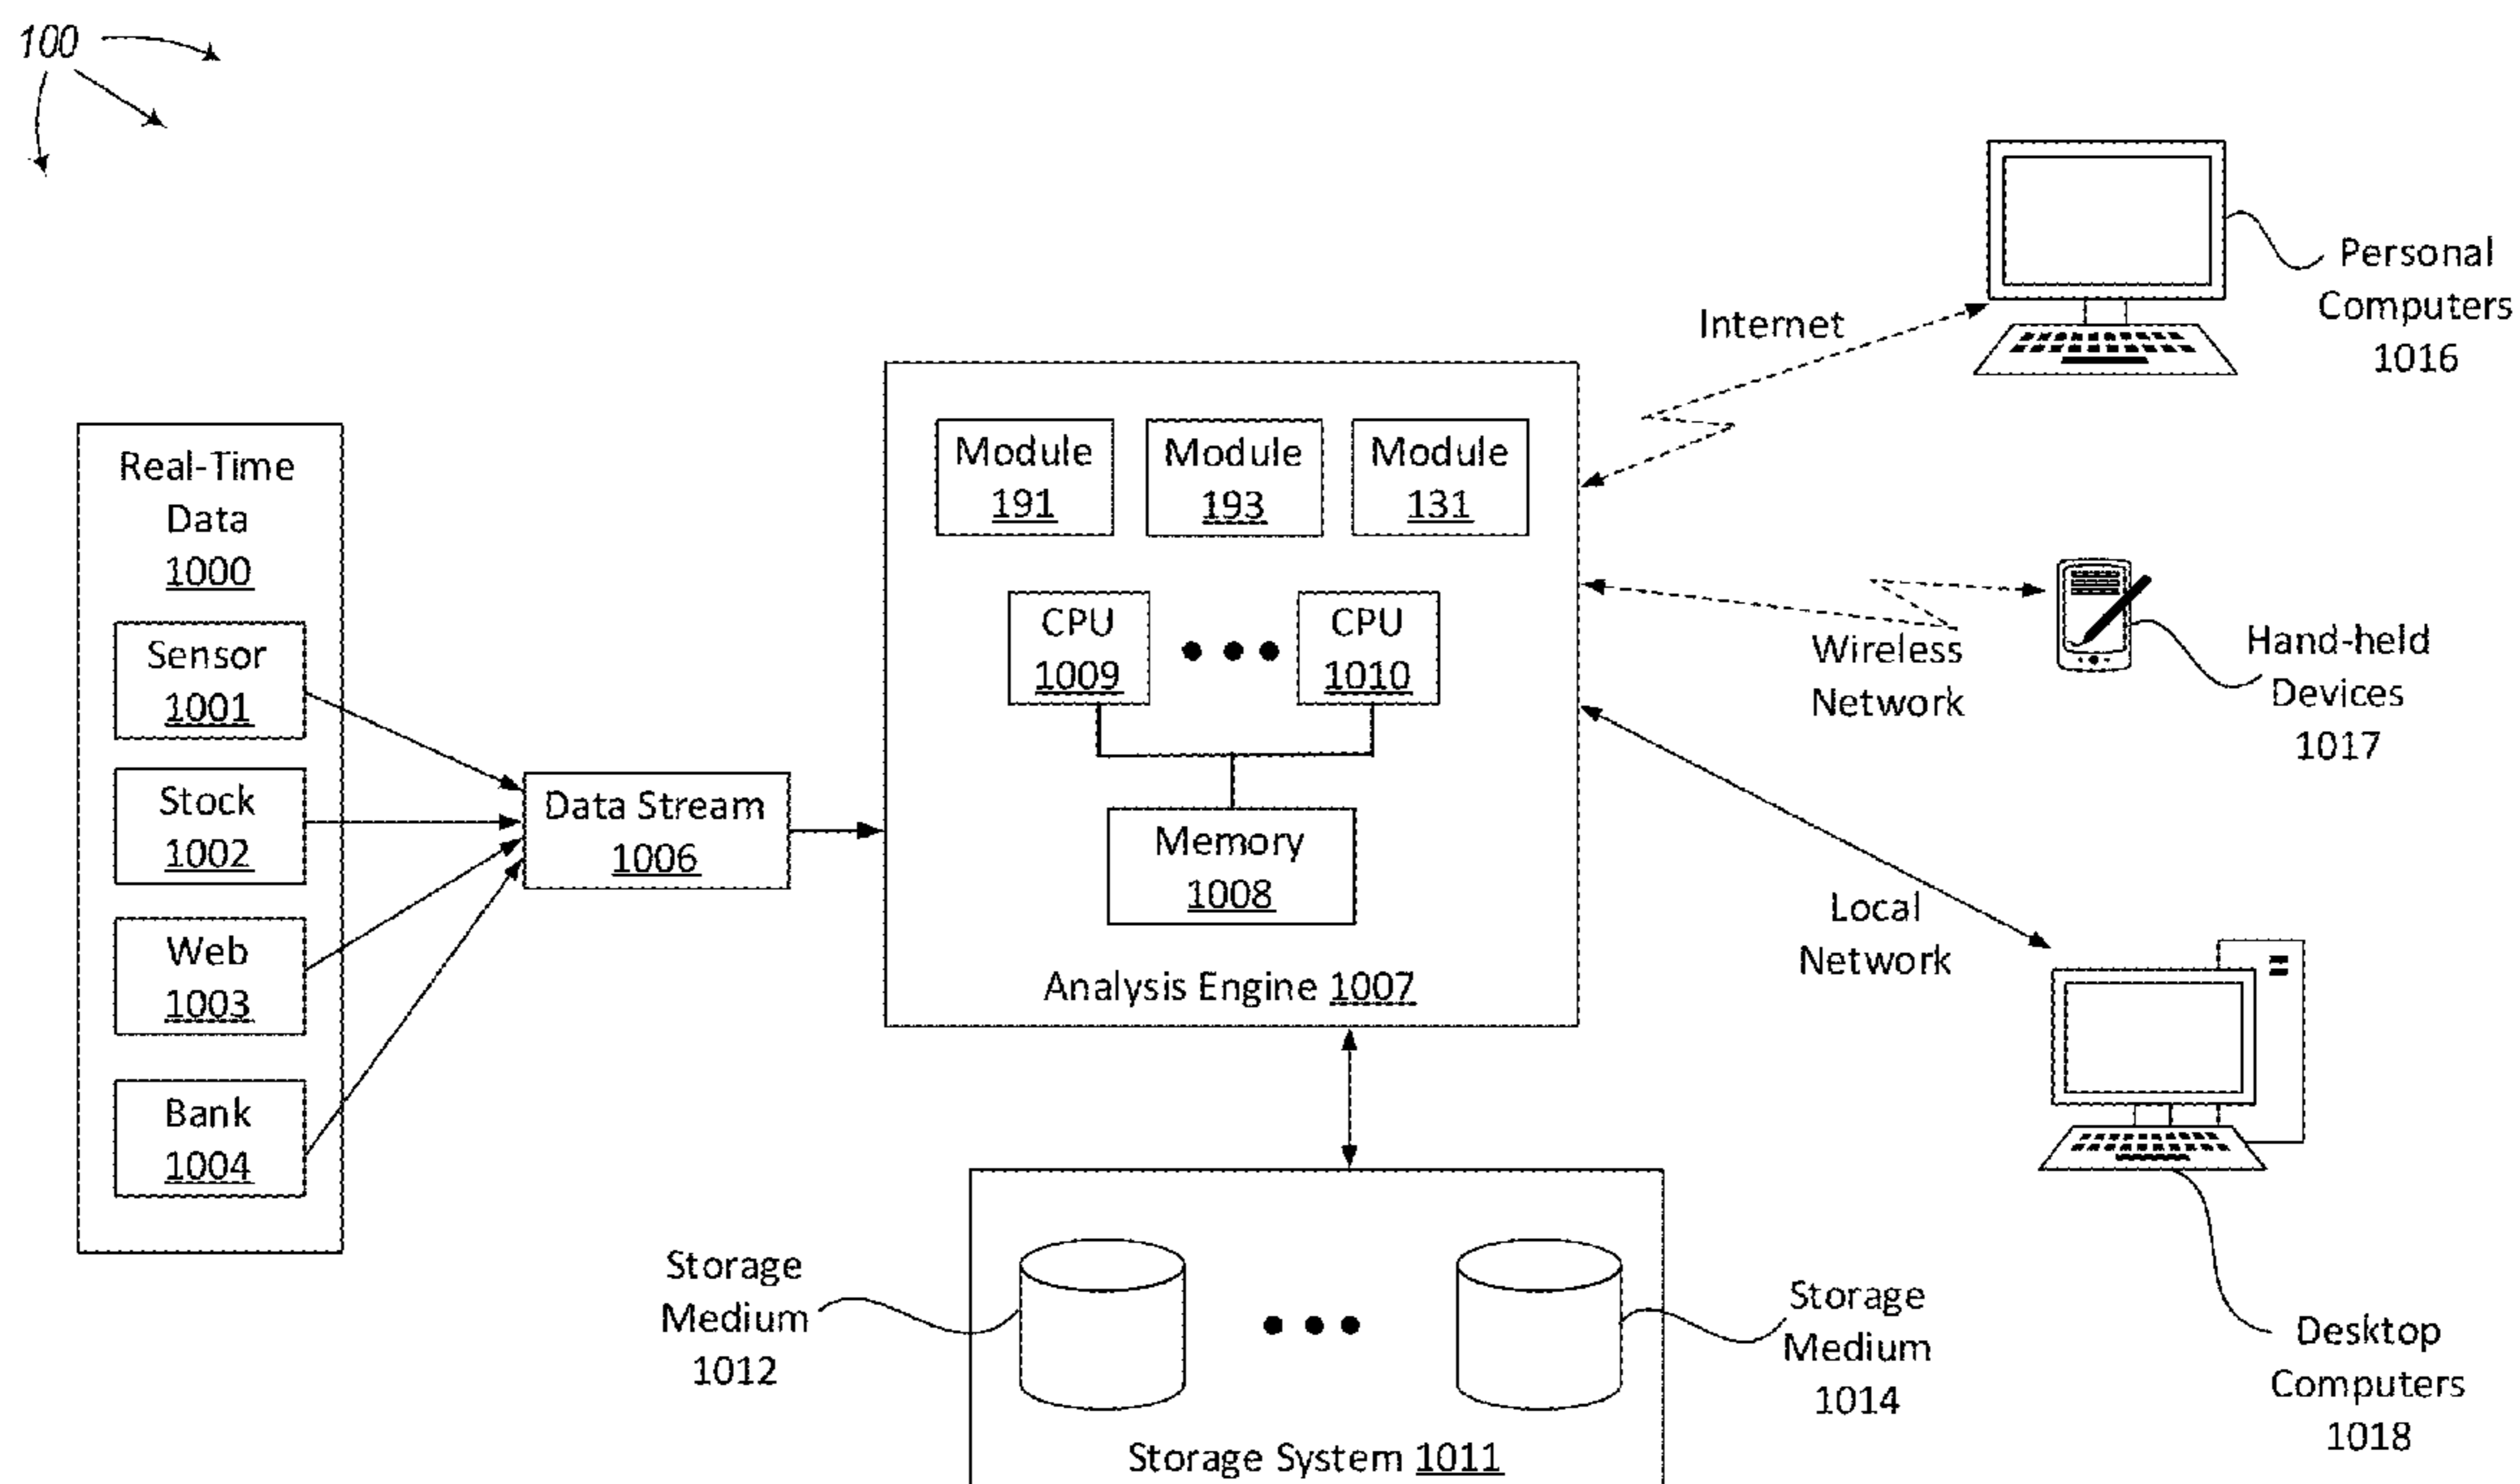 100
Real-Time
Data
1000
Sensor
1001
Stock
1002
Web
1003
Bank
1004
Data Stream
1006
Module
191
Module
193
Module
131
CPU
1009
CPU
1010
Memory
1008
Analysis Engine 1007
Internet
Personal
Computers
1016
Wireless
Network
Hand-held
Devices
1017
Local
Network
Desktop
Computers
1018
Storage
Medium
1012
Storage
Medium
1014
Storage System 1011